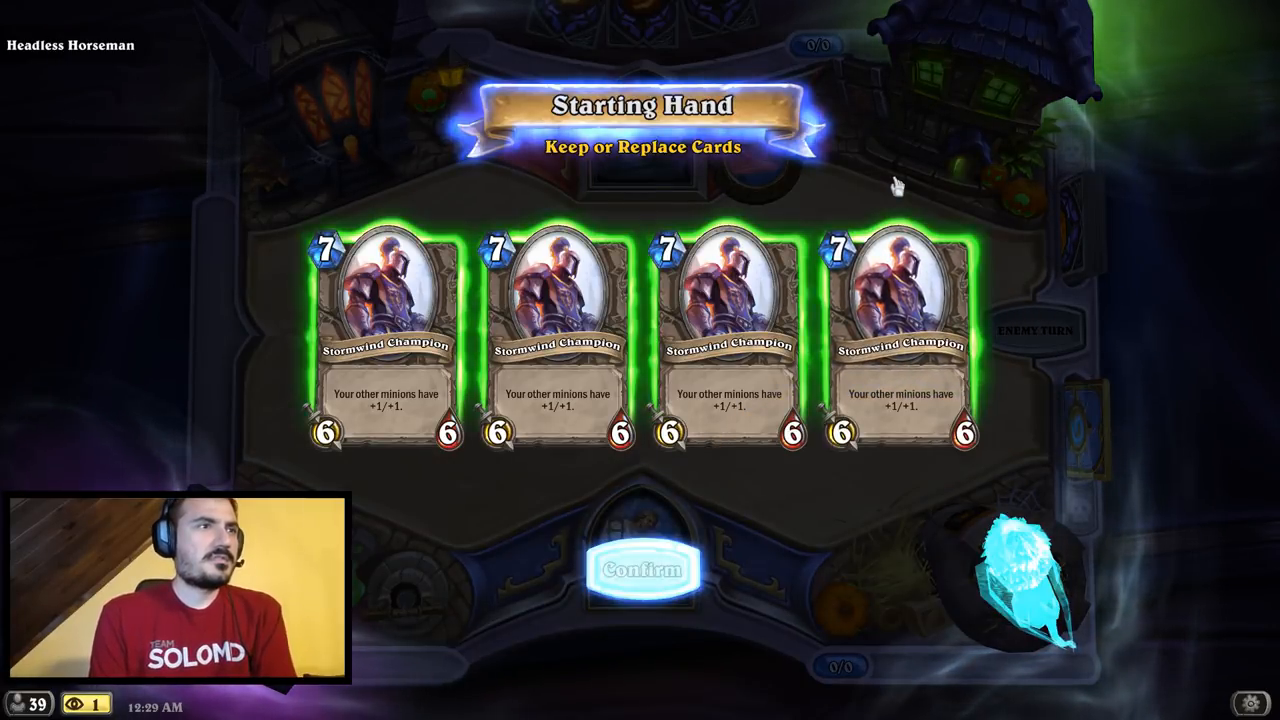 Headless Horseman
0/0
Starting Hand
Keep or Replace Cards
7
7
7
7
Stormwind Champion
Stormwind Champion
Stormwind Champion
Stormwind Champion
ENEMY TURN
Your other minions have
+1/+1.
Your other minions have
+1/+1.
Your other minions have
+1/+1.
Your other minions have
+1/+1.
6
6
6
6
6
6
6
6
Confirm
TEAM
SOLOMID
0/0
39
1
12:29 AM